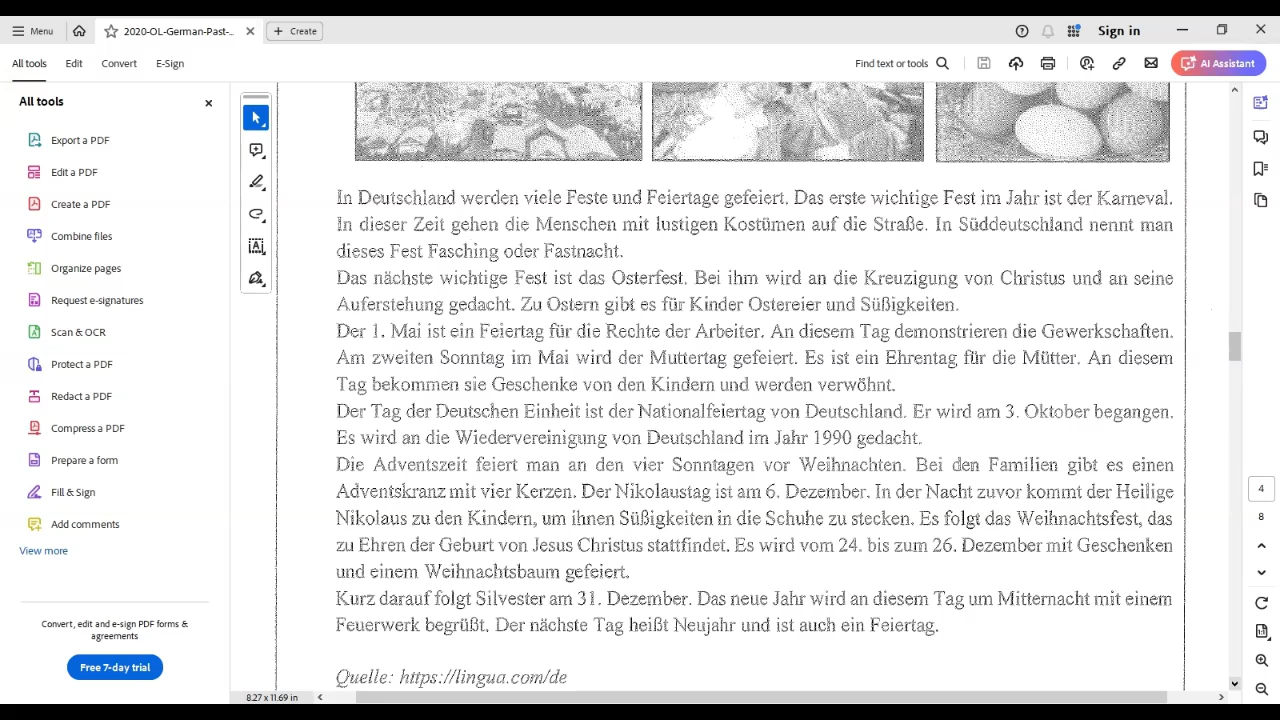 Menu
2020-OL-German-Past-...
Create
Sign in
All tools
Edit
Convert
E-Sign
Find text or tools
AI Assistant
All tools
Export a PDF
Edit a PDF
Create a PDF
Combine files
Organize pages
Request e-signatures
Scan & OCR
Protect a PDF
Redact a PDF
Compress a PDF
Prepare a form
Fill & Sign
Add comments
View more
Convert, edit and e-sign PDF forms &
agreements
Free 7-day trial
In Deutschland werden viele Feste und Feiertage gefeiert. Das erste wichtige Fest im Jahr ist der Karneval.
In dieser Zeit gehen die Menschen mit lustigen Kostümen auf die Straße. In Süddeutschland nennt man
dieses Fest Fasching oder Fastnacht.
Das nächste wichtige Fest ist das Osterfest. Bei ihm wird an die Kreuzigung von Christus und an seine
Auferstehung gedacht. Zu Ostern gibt es für Kinder Ostereier und Süßigkeiten.
Der 1. Mai ist ein Feiertag für die Rechte der Arbeiter. An diesem Tag demonstrieren die Gewerkschaften.
Am zweiten Sonntag im Mai wird der Muttertag gefeiert. Es ist ein Ehrentag für die Mütter. An diesem
Tag bekommen sie Geschenke von den Kindern und werden verwöhnt.
Der Tag der Deutschen Einheit ist der Nationalfeiertag von Deutschland. Er wird am 3. Oktober begangen.
Es wird an die Wiedervereinigung von Deutschland im Jahr 1990 gedacht.
Die Adventszeit feiert man an den vier Sonntagen vor Weihnachten. Bei den Familien gibt es einen
Adventskranz mit vier Kerzen. Der Nikolaustag ist am 6. Dezember. In der Nacht zuvor kommt der Heilige
Nikolaus zu den Kindern, um ihnen Süßigkeiten in die Schuhe zu stecken. Es folgt das Weihnachtsfest, das
zu Ehren der Geburt von Jesus Christus stattfindet. Es wird vom 24. bis zum 26. Dezember mit Geschenken
und einem Weihnachtsbaum gefeiert.
Kurz darauf folgt Silvester am 31. Dezember. Das neue Jahr wird an diesem Tag um Mitternacht mit einem
Feuerwerk begrüßt. Der nächste Tag heißt Neujahr und ist auch ein Feiertag.
Quelle: https://lingua.com/de
8.27 x 11.69 in
4
8